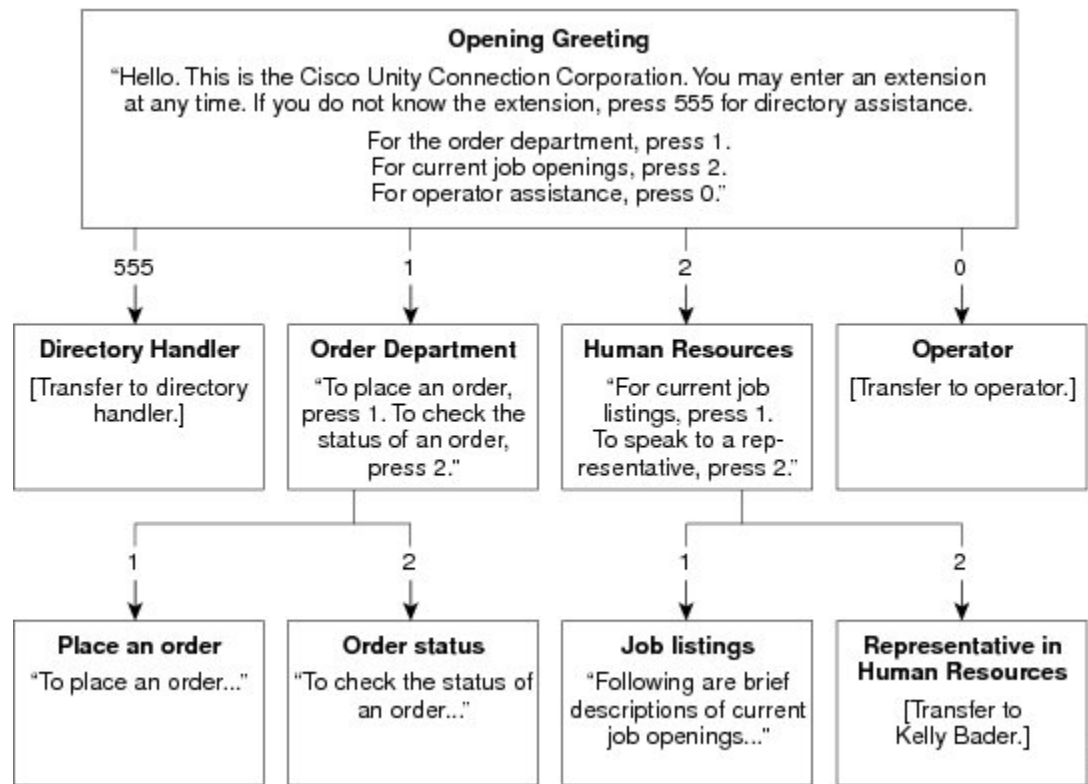 Opening Greeting
“Hello. This is the Cisco Unity Connection Corporation. You may enter an extension
at any time. If you do not know the extension, press 555 for directory assistance.
For the order department, press 1.
For current job openings, press 2.
For operator assistance, press 0.”
555
1
2
0
Directory Handler
[Transfer to directory
handler.]
Order Department
“To place an order,
press 1. To check the
status of an order,
press 2."
Human Resources
“For current job
listings, press 1.
To speak to a rep-
resentative, press 2.”
Operator
[Transfer to operator.]
1
2
1
2
Place an order
“To place an order...”
Order status
“To check the status of
an order...”
Job listings
“Following are brief
descriptions of current
job openings...”
Representative in
Human Resources
[Transfer to
Kelly Bader.]